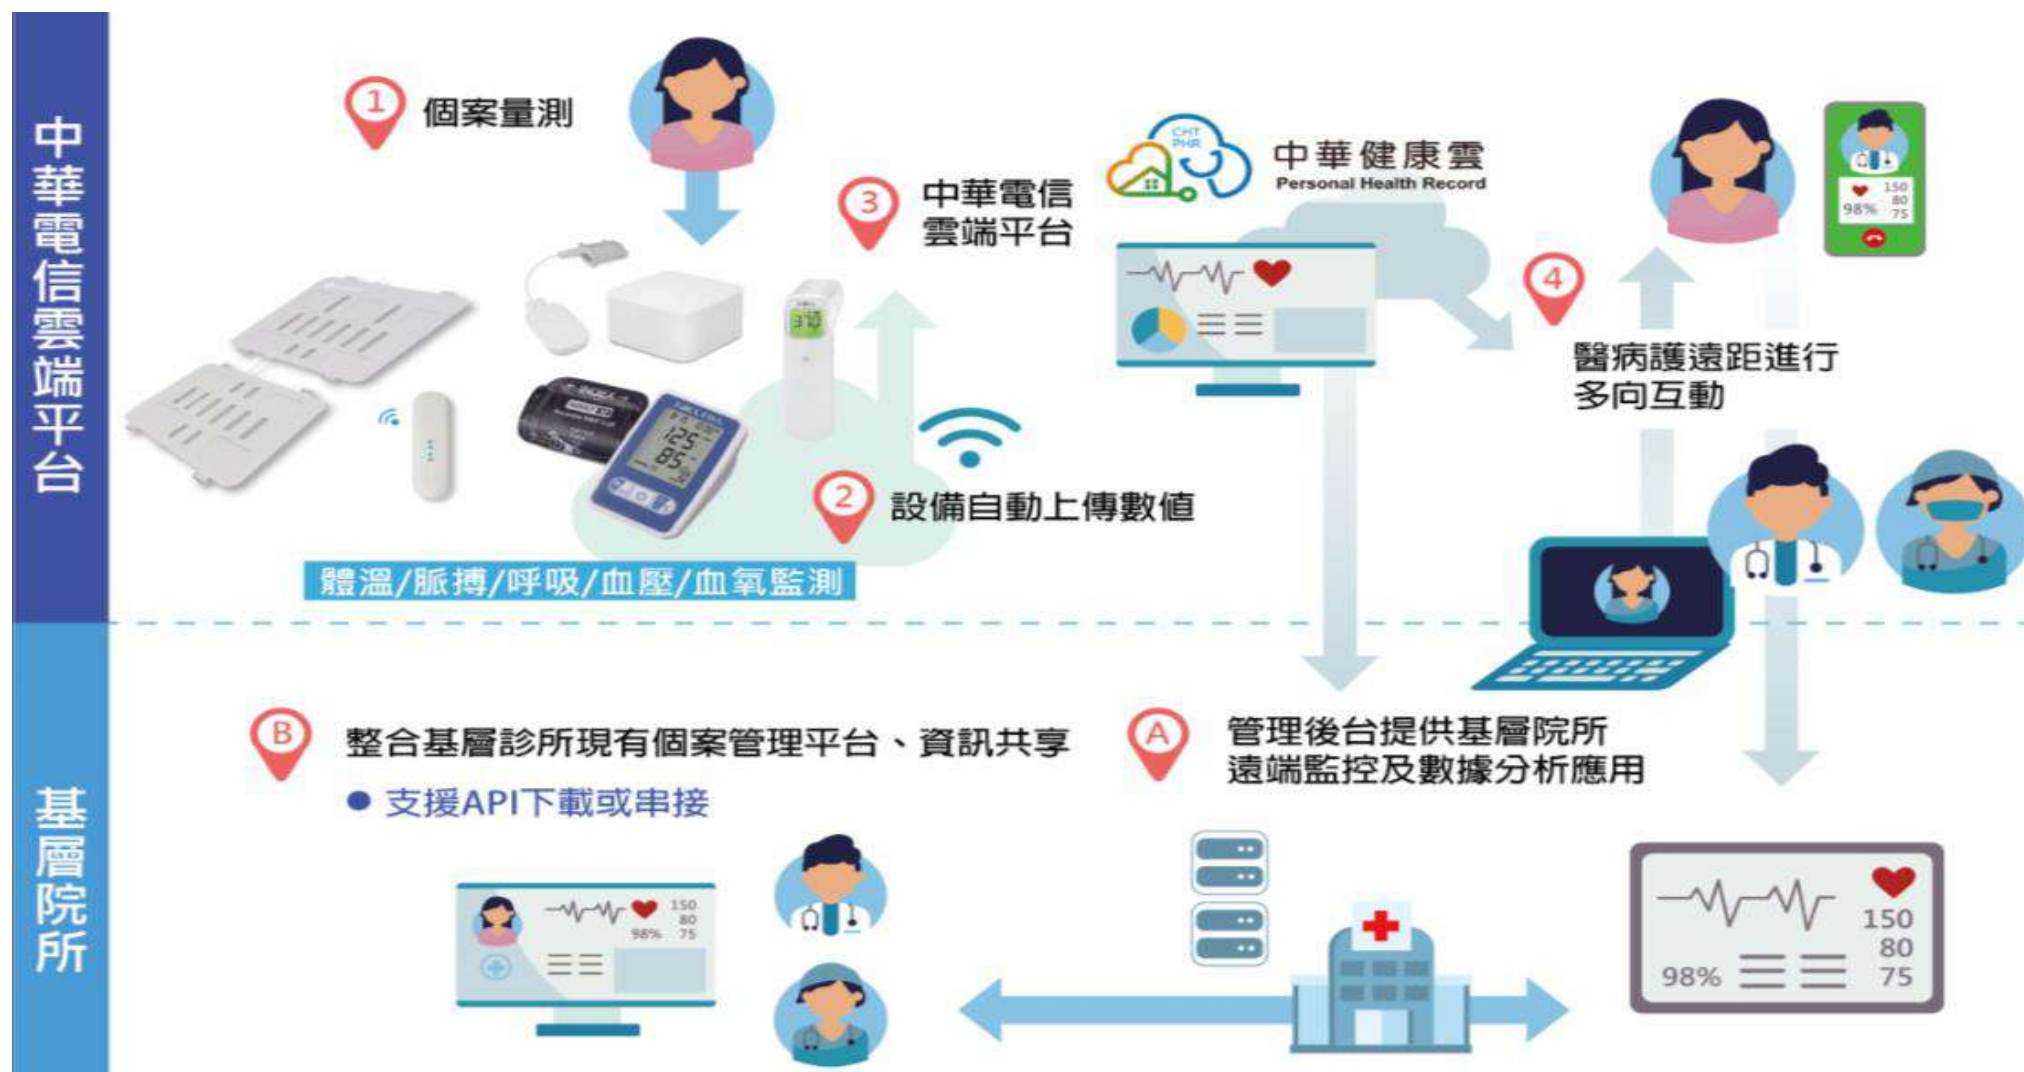 中華電信雲端平台
1
個案量測
3
中華電信
雲端平台
CHT
PHR
中華健康雲
Personal Health Record
150
80
98%
75
4
醫病護遠距進行
多向互動
370
125
85
2
設備自動上傳數值
體溫/脈搏/呼吸/血壓/血氧監測
基層院所
B
整合基層診所現有個案管理平台、資訊共享
● 支援API下載或串接
A
管理後台提供基層院所
遠端監控及數據分析應用
150
80
98%
75
150
80
98%
75